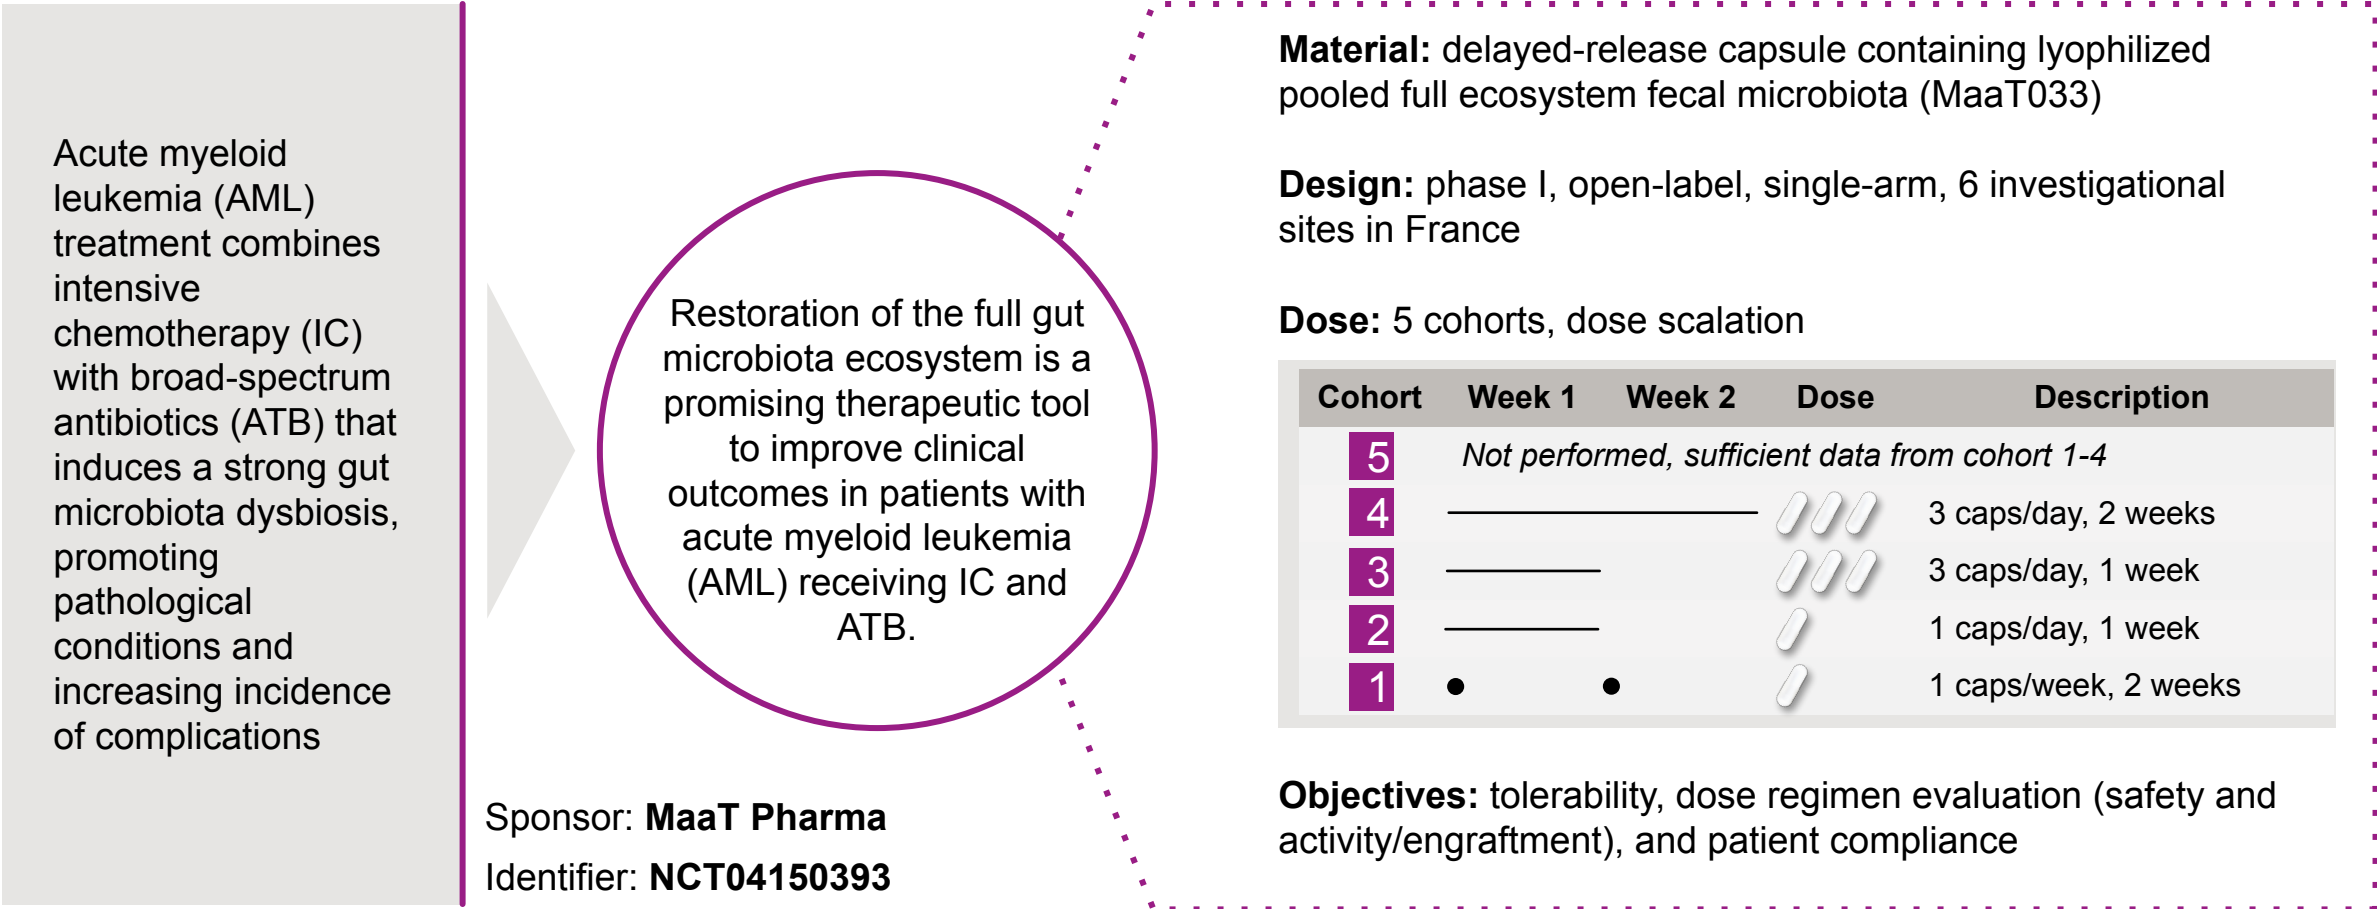 Acute myeloid
leukemia (AML)
treatment combines
intensive
chemotherapy (IC)
with broad-spectrum
antibiotics (ATB) that
induces a strong gut
microbiota dysbiosis,
promoting
pathological
conditions and
increasing incidence
of complications
Restoration of the full gut
microbiota ecosystem is a
promising therapeutic tool
to improve clinical
outcomes in patients with
acute myeloid leukemia
(AML) receiving IC and
ATB.
Sponsor: MaaT Pharma
Identifier: NCT04150393
Material: delayed-release capsule containing lyophilized
pooled full ecosystem fecal microbiota (MaaT033)
Design: phase I, open-label, single-arm, 6 investigational
sites in France
Dose: 5 cohorts, dose scalation
Cohort Week 1 Week 2 Dose Description
5 Not performed, sufficient data from cohort 1-4
4 3 caps/day, 2 weeks
3 3 caps/day, 1 week
2 1 caps/day, 1 week
1 1 caps/week, 2 weeks
Objectives: tolerability, dose regimen evaluation (safety and
activity/engraftment), and patient compliance